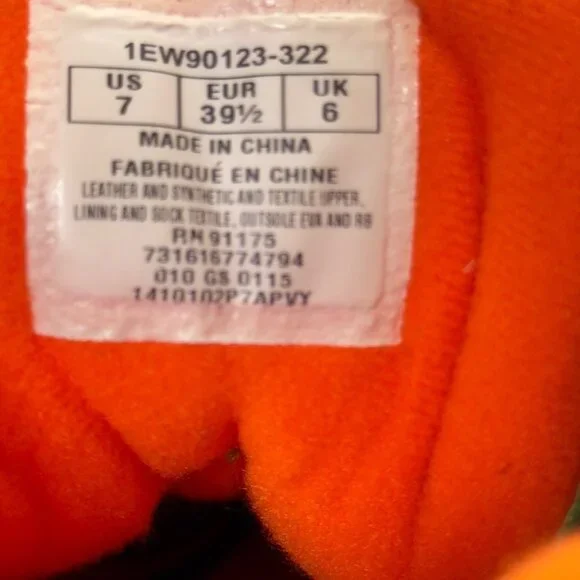 1EW90123-322
US EUR UK
7 39½ 6
MADE IN CHINA
FABRIQUÉ EN CHINE
LEATHER AND SYNTHETIC AND TEXTILE UPPER,
LINING AND SOCK TEXTILE, OUTSOLE EVA AND RB
RN 91175
731616774794
010 GS 0115
1410102P7APVY